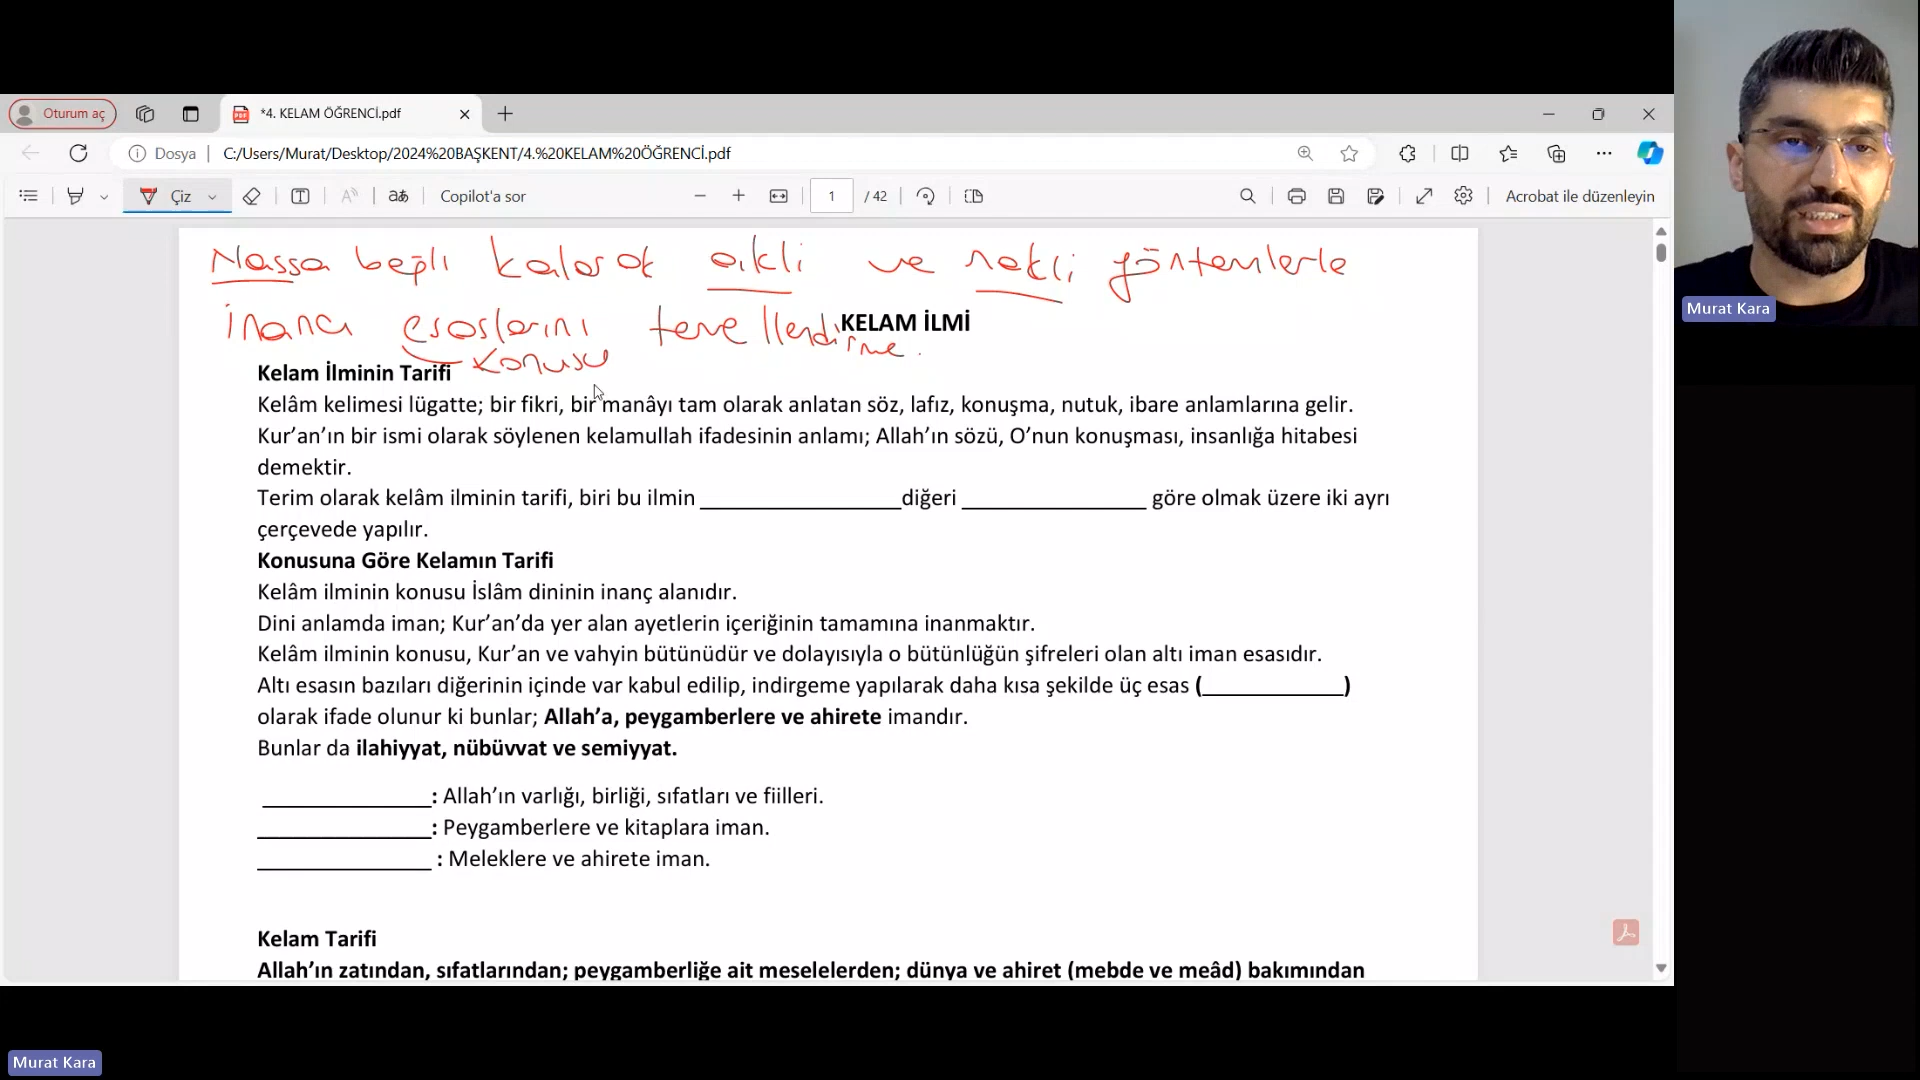 Oturum aç
*4. KELAM ÖĞRENCİ.pdf
Dosya
C:/Users/Murat/Desktop/2024%20BAŞKENT/4.%20KELAM%20ÖĞRENCİ.pdf
Çiz
Copilot'a sor
1 / 42
Acrobat ile düzenleyin
Nassa bağlı kalarak akli ve nakli yöntemlerle
inancı esaslarını
konusu
KELAM İLMİ
Kelam İlminin Tarifi
Kelâm kelimesi lügatte; bir fikri, bir manâyı tam olarak anlatan söz, lafız, konuşma, nutuk, ibare anlamlarına gelir.
Kur’an’ın bir ismi olarak söylenen kelamullah ifadesinin anlamı; Allah’ın sözü, O’nun konuşması, insanlığa hitabesi
demektir.
Terim olarak kelâm ilminin tarifi, biri bu ilmin _________________diğeri ________________ göre olmak üzere iki ayrı
çerçevede yapılır.
Konusuna Göre Kelamın Tarifi
Kelâm ilminin konusu İslâm dininin inanç alanıdır.
Dini anlamda iman; Kur’an’da yer alan ayetlerin içeriğinin tamamına inanmaktır.
Kelâm ilminin konusu, Kur’an ve vahyin bütünüdür ve dolayısıyla o bütünlüğün şifreleri olan altı iman esasıdır.
Altı esasın bazıları diğerinin içinde var kabul edilip, indirgeme yapılarak daha kısa şekilde üç esas (____________)
olarak ifade olunur ki bunlar; Allah’a, peygamberlere ve ahirete imandır.
Bunlar da ilahiyyat, nübüvvat ve semiyyat.
______________: Allah’ın varlığı, birliği, sıfatları ve fiilleri.
______________: Peygamberlere ve kitaplara iman.
______________ : Meleklere ve ahirete iman.
Kelam Tarifi
Allah’ın zatından, sıfatlarından; peygamberliğe ait meselelerden; dünya ve ahiret (mebde ve meâd) bakımından
Murat Kara
Murat Kara